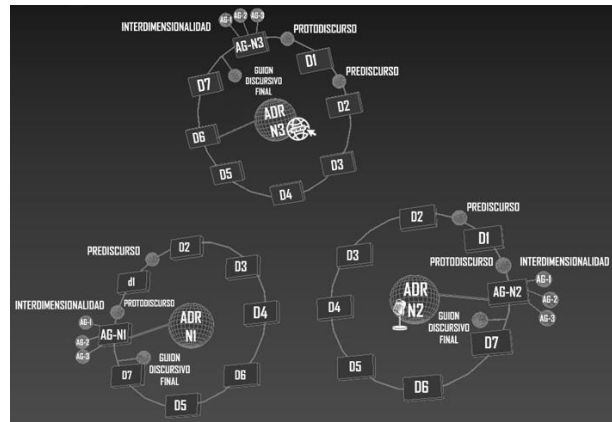 AG-1
AG-2
AG-3
INTERDIMENSIONALIDAD
AG-N3
PROTODISCURSO
D1
PREDISCURSO
D7
GUION
DISCURSIVO
FINAL
D2
D6
ADR
N3
D5
D4
D3
D2
PREDISCURSO
D3
d1
INTERDIMENSIONALIDAD
PROTODISCURSO
AG-1
AG-2
AG-3
AG-N1
ADR
N1
D4
GUION
DISCURSIVO
FINAL
D7
D6
D5
D2
PREDISCURSO
D1
D3
PROTODISCURSO
INTERDIMENSIONALIDAD
AG-1
AG-2
AG-3
AG-N2
ADR
N2
D4
GUION
DISCURSIVO
FINAL
D7
D5
D6